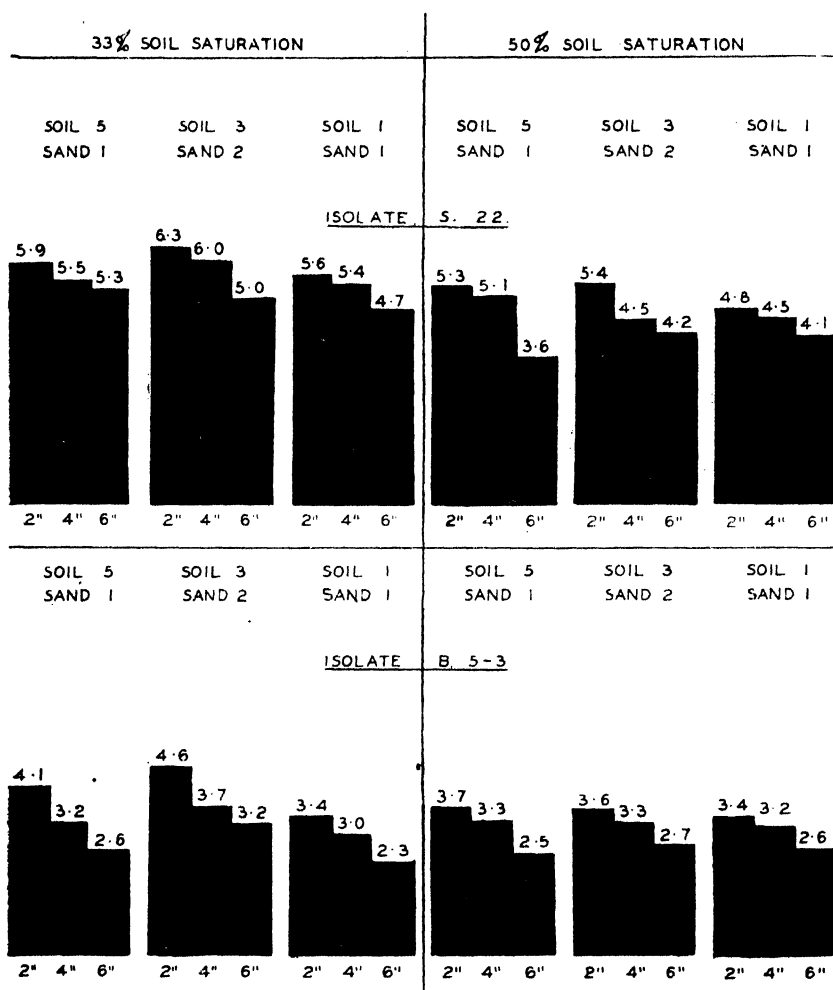 33% SOIL SATURATION
50% SOIL SATURATION
SOIL 5 SOIL 3 SOIL 1 SOIL 5 SOIL 3 SOIL 1
SAND 1 SAND 2 SAND 1 SAND 1 SAND 2 SAND 1
ISOLATE. S. 22.
5·9 5·5 5·3 6·3 6·0 5·0 5·6 5·4 4·7 5·3 5·1 3·6 5·4 4·5 4·2 4·8 4·5 4·1
2" 4" 6" 2" 4" 6" 2" 4" 6" 2" 4" 6" 2" 4" 6" 2" 4" 6"
SOIL 5 SOIL 3 SOIL 1 SOIL 5 SOIL 3 SOIL 1
SAND 1 SAND 2 SAND 1 SAND 1 SAND 2 SAND 1
ISOLATE B. 5-3
4·1 3·2 2·6 4·6 3·7 3·2 3·4 3·0 2·3 3·7 3·3 2·5 3·6 3·3 2·7 3·4 3·2 2·6
2" 4" 6" 2" 4" 6" 2" 4" 6" 2" 4" 6" 2" 4" 6" 2" 4" 6"